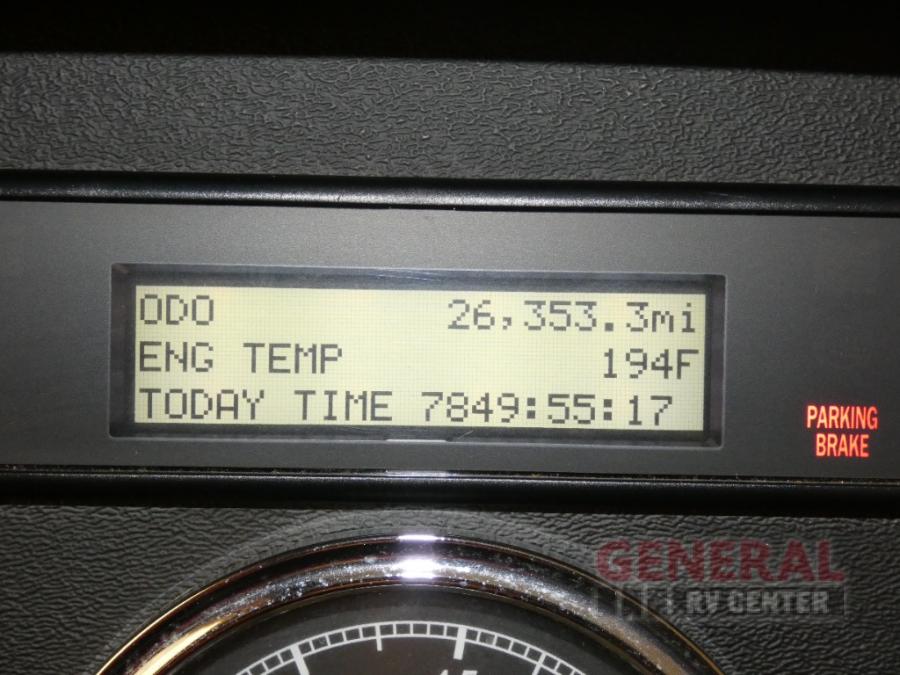 ODO 26,353.3mi
ENG TEMP 194F
TODAY TIME 7849:55:17
PARKING
BRAKE
GENERAL
RV CENTER